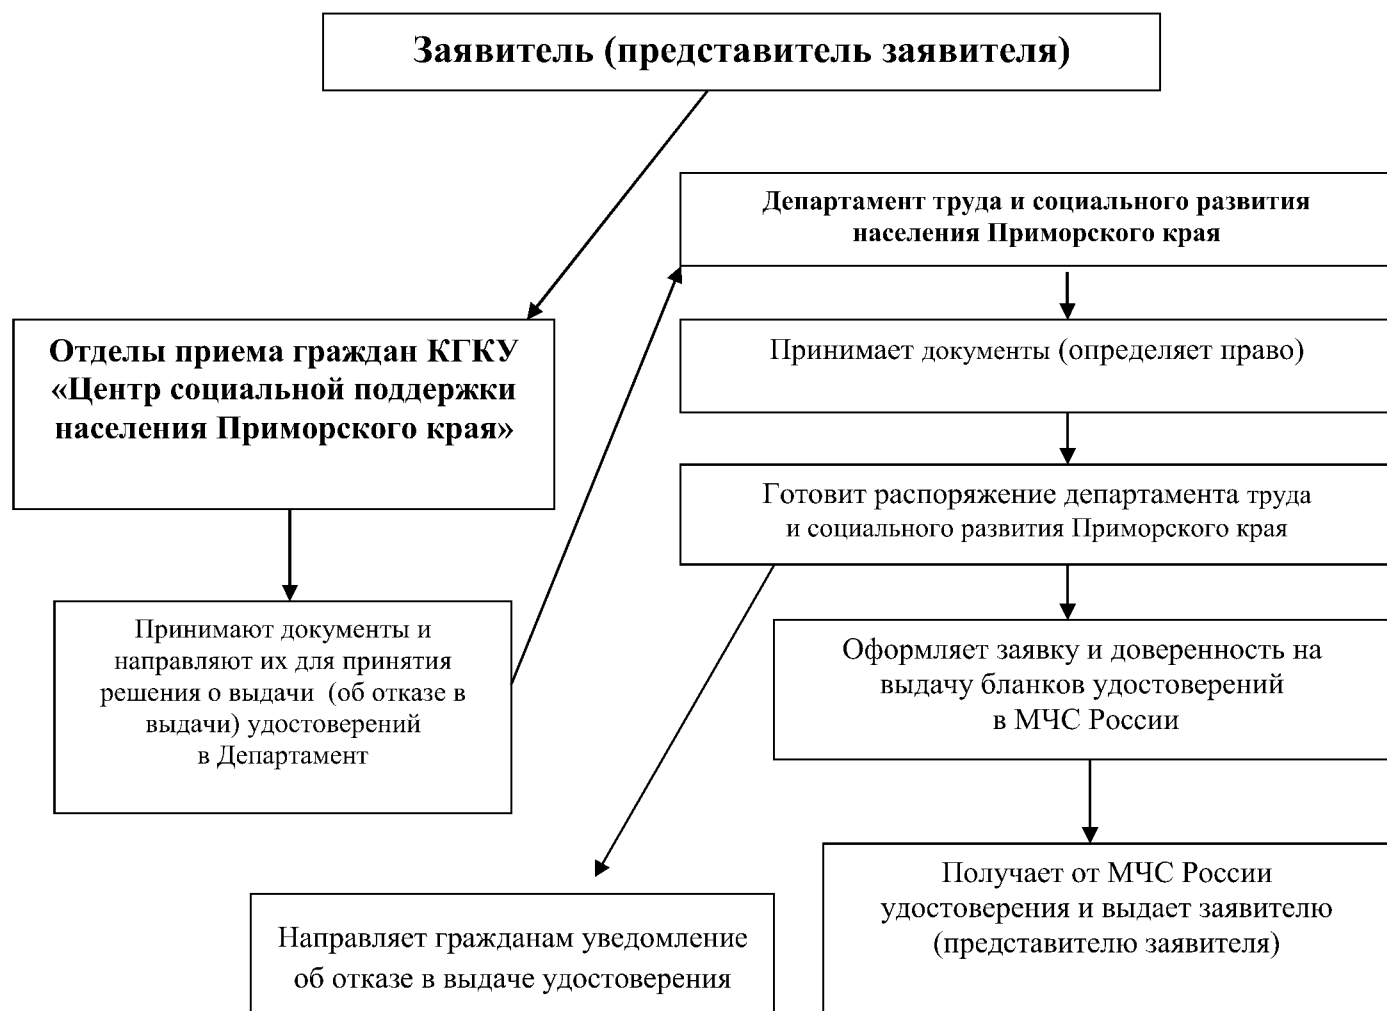 Заявитель (представитель заявителя)
Департамент труда и социального развития
населения Приморского края
Отделы приема граждан КГКУ
«Центр социальной поддержки
населения Приморского края»
Принимает документы (определяет право)
Готовит распоряжение департамента труда
и социального развития Приморского края
Принимают документы и
направляют их для принятия
решения о выдачи (об отказе в
выдачи) удостоверений
в Департамент
Оформляет заявку и доверенность на
выдачу бланков удостоверений
в МЧС России
Получает от МЧС России
удостоверения и выдает заявителю
(представителю заявителя)
Направляет гражданам уведомление
об отказе в выдаче удостоверения